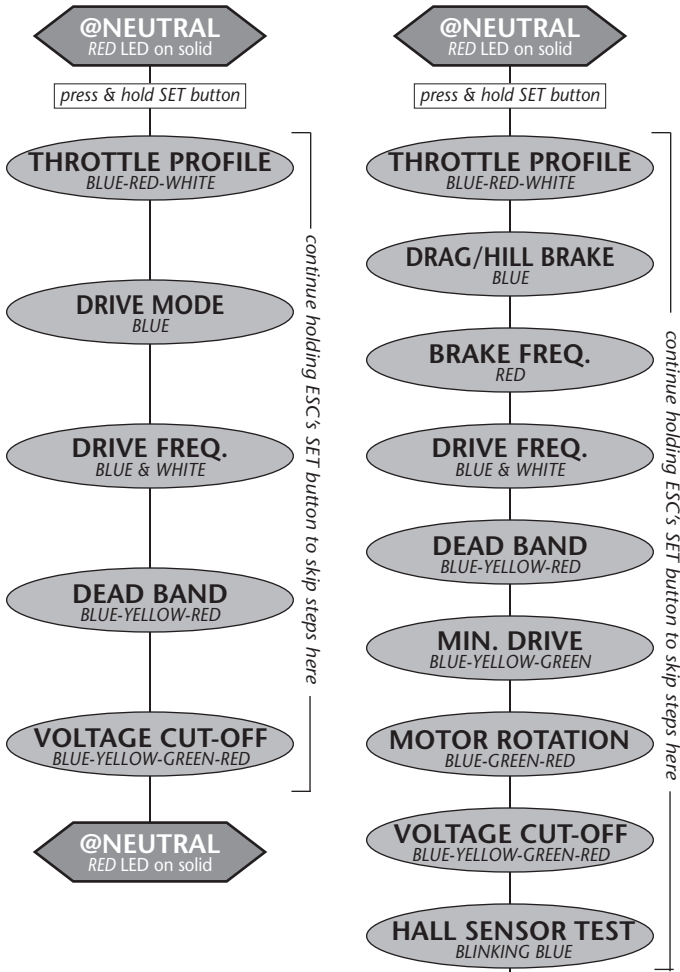 @NEUTRAL
RED LED on solid
press & hold SET button
THROTTLE PROFILE
BLUE-RED-WHITE
DRIVE MODE
BLUE
DRIVE FREQ.
BLUE & WHITE
DEAD BAND
BLUE-YELLOW-RED
VOLTAGE CUT-OFF
BLUE-YELLOW-GREEN-RED
@NEUTRAL
RED LED on solid
continue holding ESC's SET button to skip steps here
@NEUTRAL
RED LED on solid
press & hold SET button
THROTTLE PROFILE
BLUE-RED-WHITE
DRAG/HILL BRAKE
BLUE
BRAKE FREQ.
RED
DRIVE FREQ.
BLUE & WHITE
DEAD BAND
BLUE-YELLOW-RED
MIN. DRIVE
BLUE-YELLOW-GREEN
MOTOR ROTATION
BLUE-GREEN-RED
VOLTAGE CUT-OFF
BLUE-YELLOW-GREEN-RED
HALL SENSOR TEST
BLINKING BLUE
continue holding ESC's SET button to skip steps here